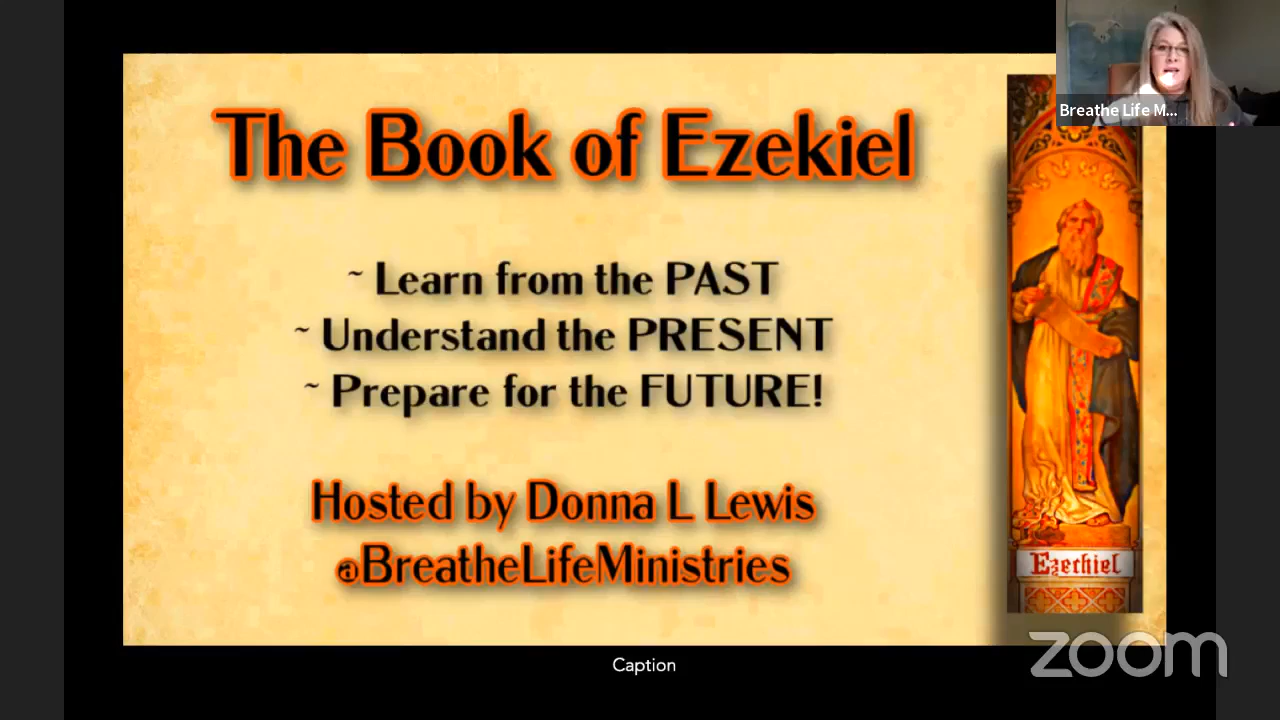 The Book of Ezekiel
~ Learn from the PAST
~ Understand the PRESENT
~ Prepare for the FUTURE!
Hosted by Donna L Lewis
@BreatheLifeMinistries
Breathe Life M...
Ezechiel
Caption
zoom